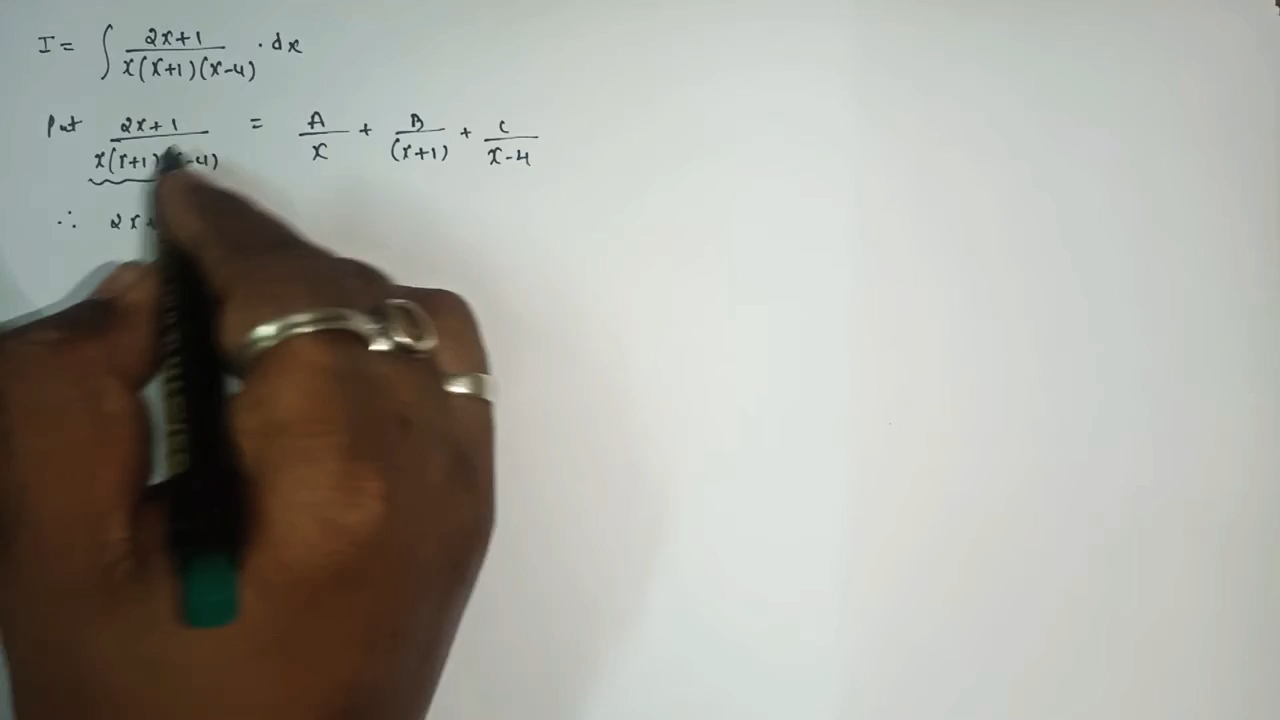 I = ∫ 2x+1 / x(x+1)(x-4) · dx
Put 2x+1 / x(x+1)(x-4) = A / x + B / (x+1) + C / x-4
∴ 2x+